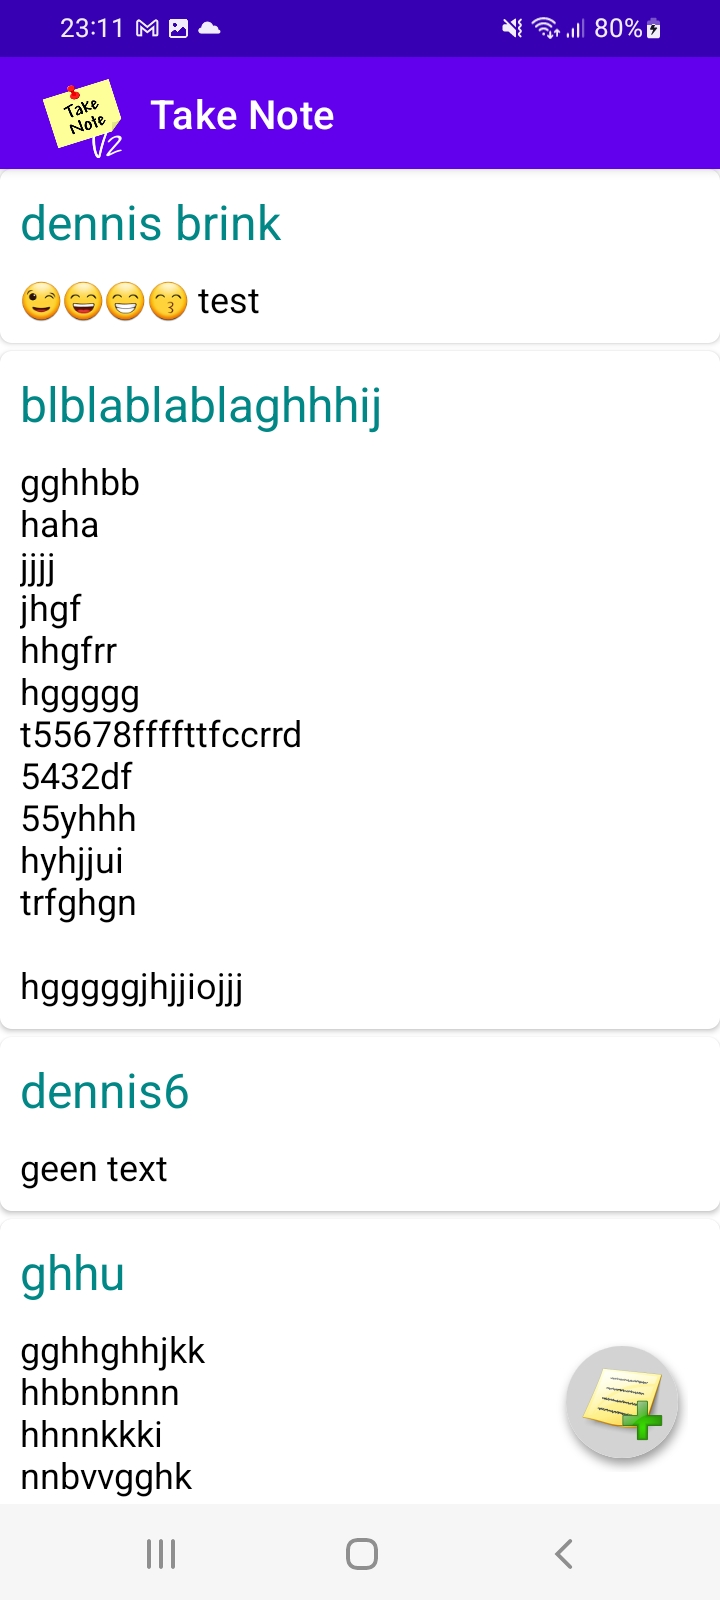 23:11 80%
Take
Note
V2
Take Note
dennis brink
😉😄😁😙 test
blblablablaghhhij
gghhbb
haha
jjjj
jhgf
hhgfrr
hggggg
t55678fffffttfccrrd
5432df
55yhhh
hyhjjui
trfghgn
hgggggjhjjiojjj
dennis6
geen text
ghhu
gghhghhjkk
hhbnbnnn
hhnnkkki
nnbvvgghk